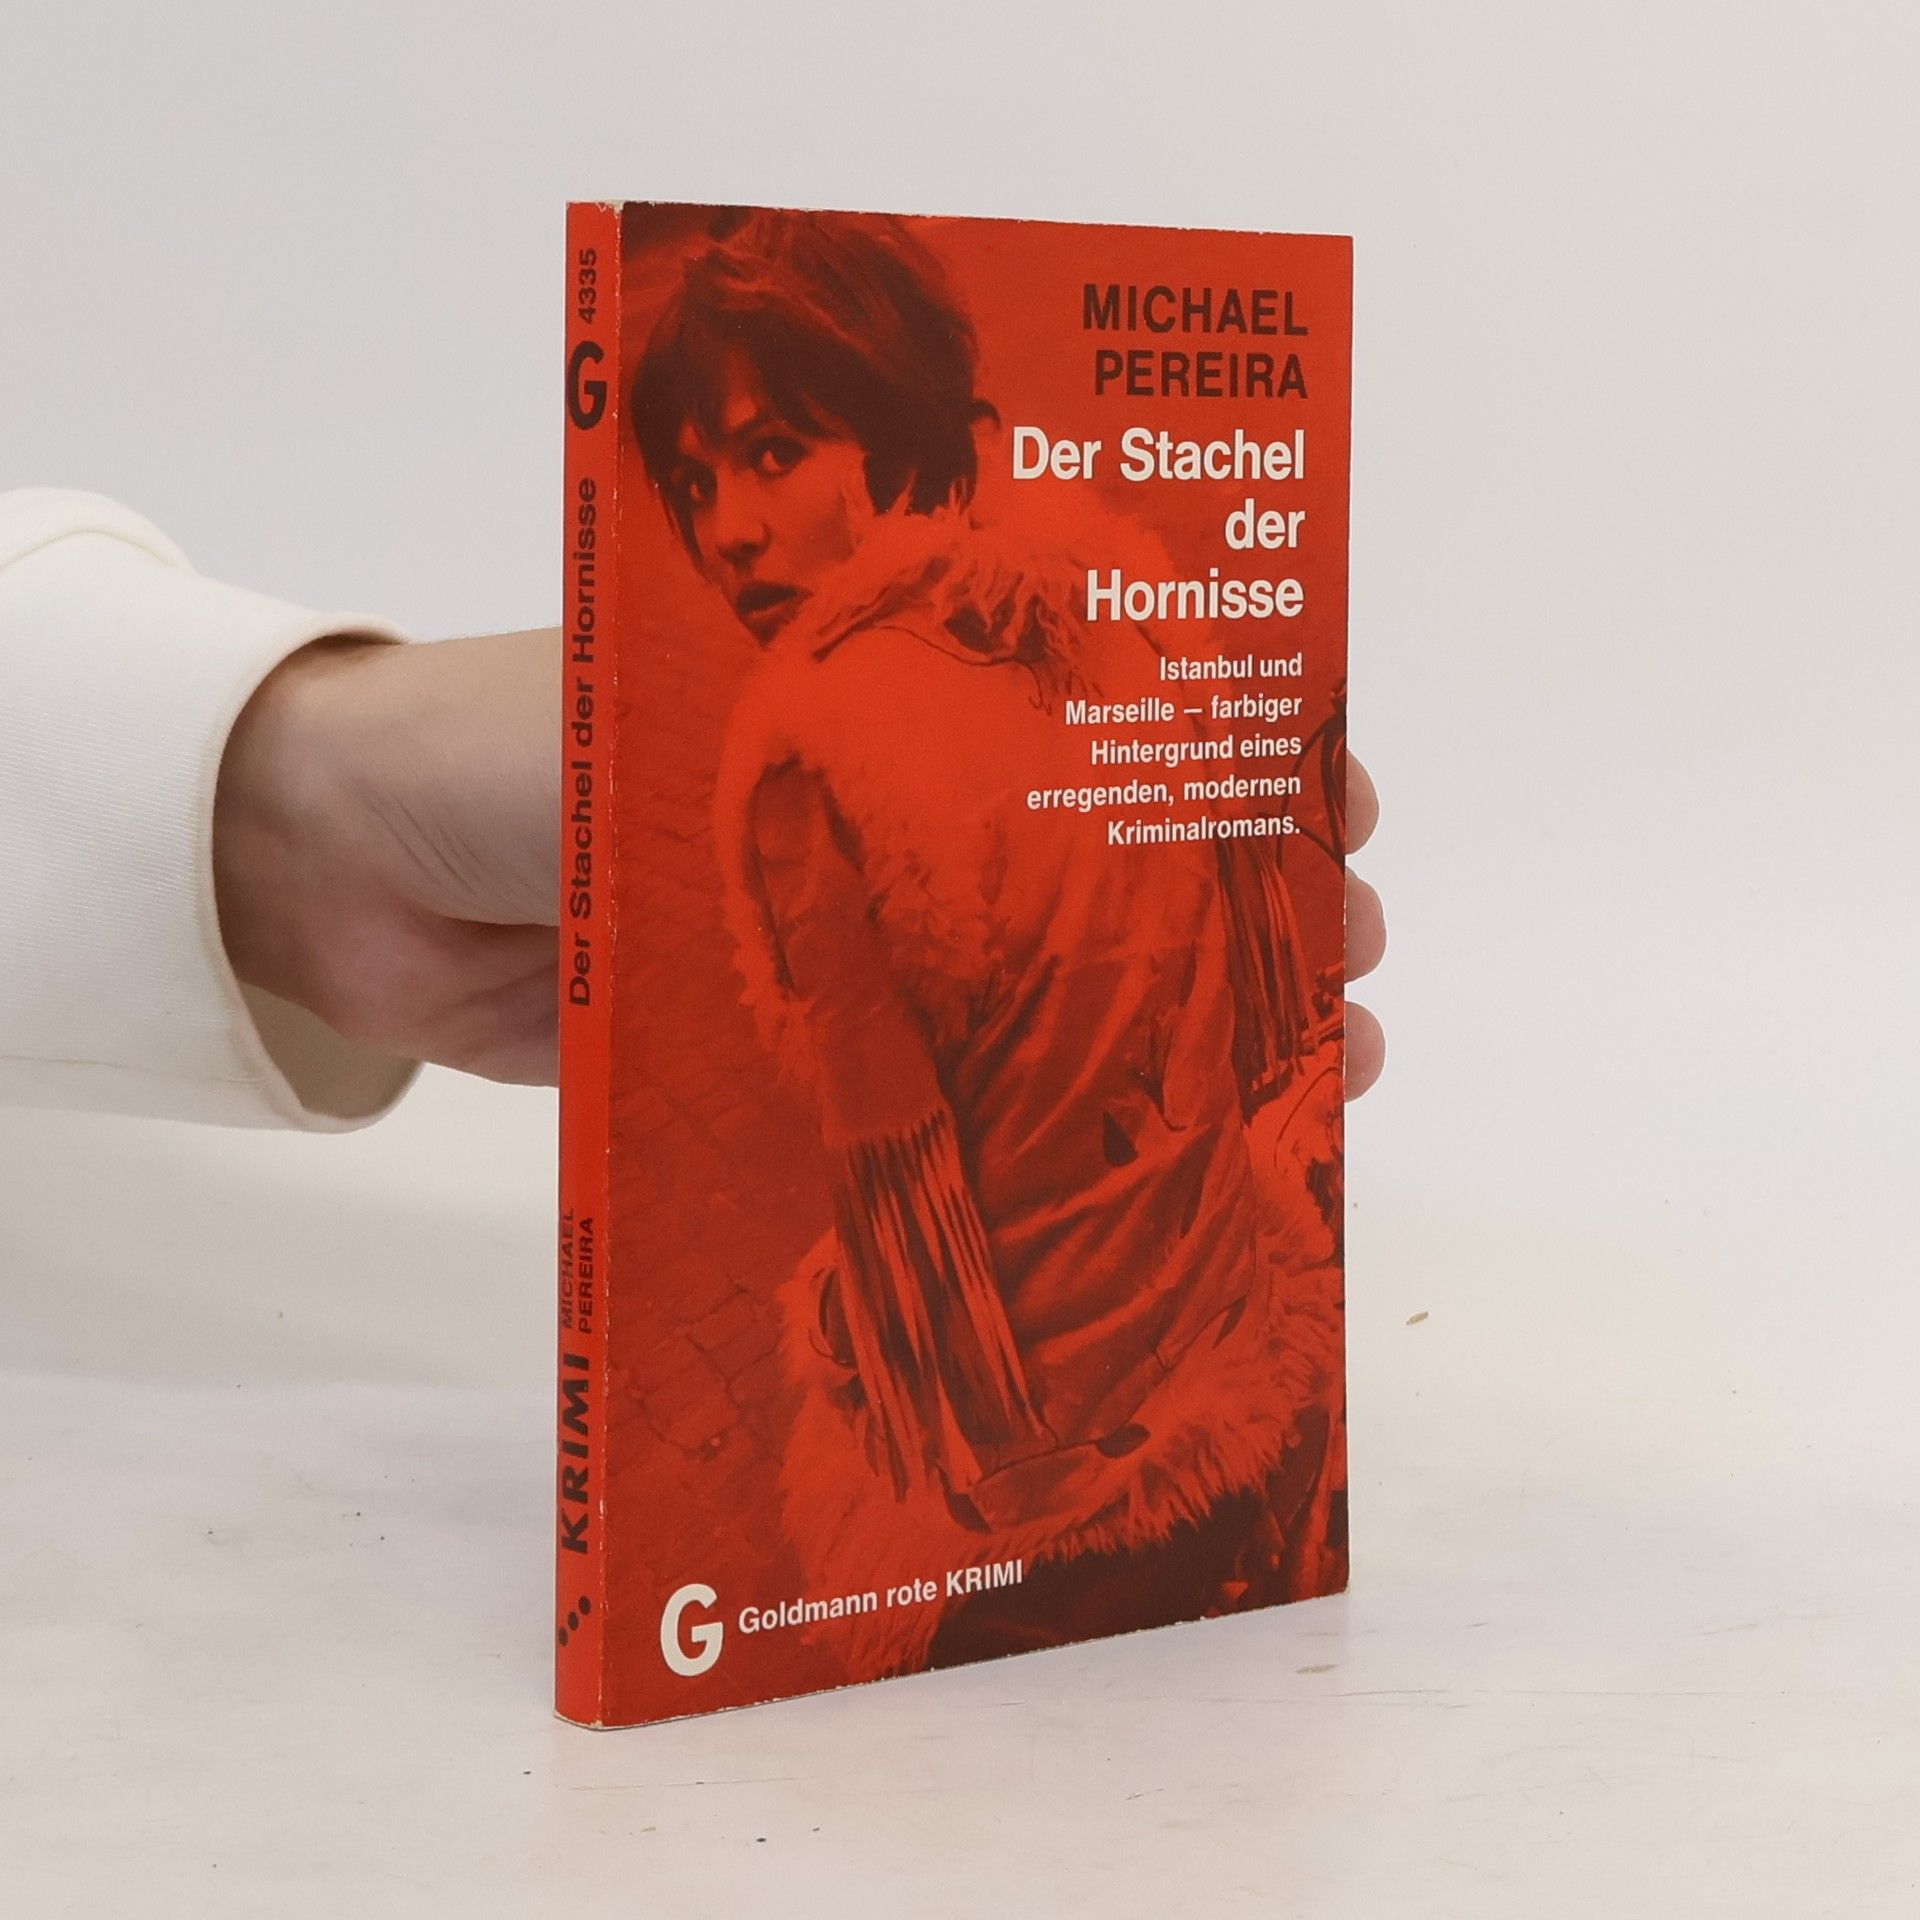 4335
G
Der Stachel der Hornisse
MICHAEL
PEREIRA
KRIMI
MICHAEL
PEREIRA
Der Stachel
der
Hornisse
Istanbul und
Marseille – farbiger
Hintergrund eines
erregenden, modernen
Kriminalromans.
G Goldmann rote KRIMI